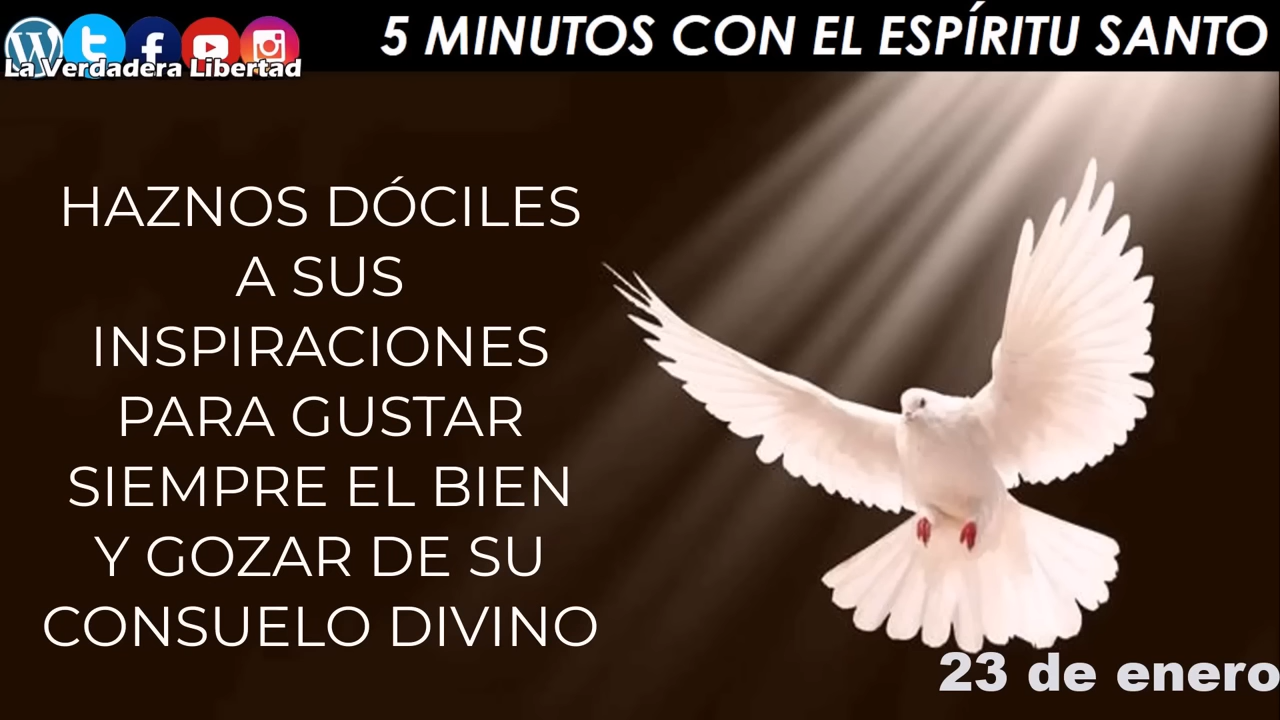 5 MINUTOS CON EL ESPÍRITU SANTO
La Verdadera Libertad
HAZNOS DÓCILES
A SUS
INSPIRACIONES
PARA GUSTAR
SIEMPRE EL BIEN
Y GOZAR DE SU
CONSUELO DIVINO
23 de enero